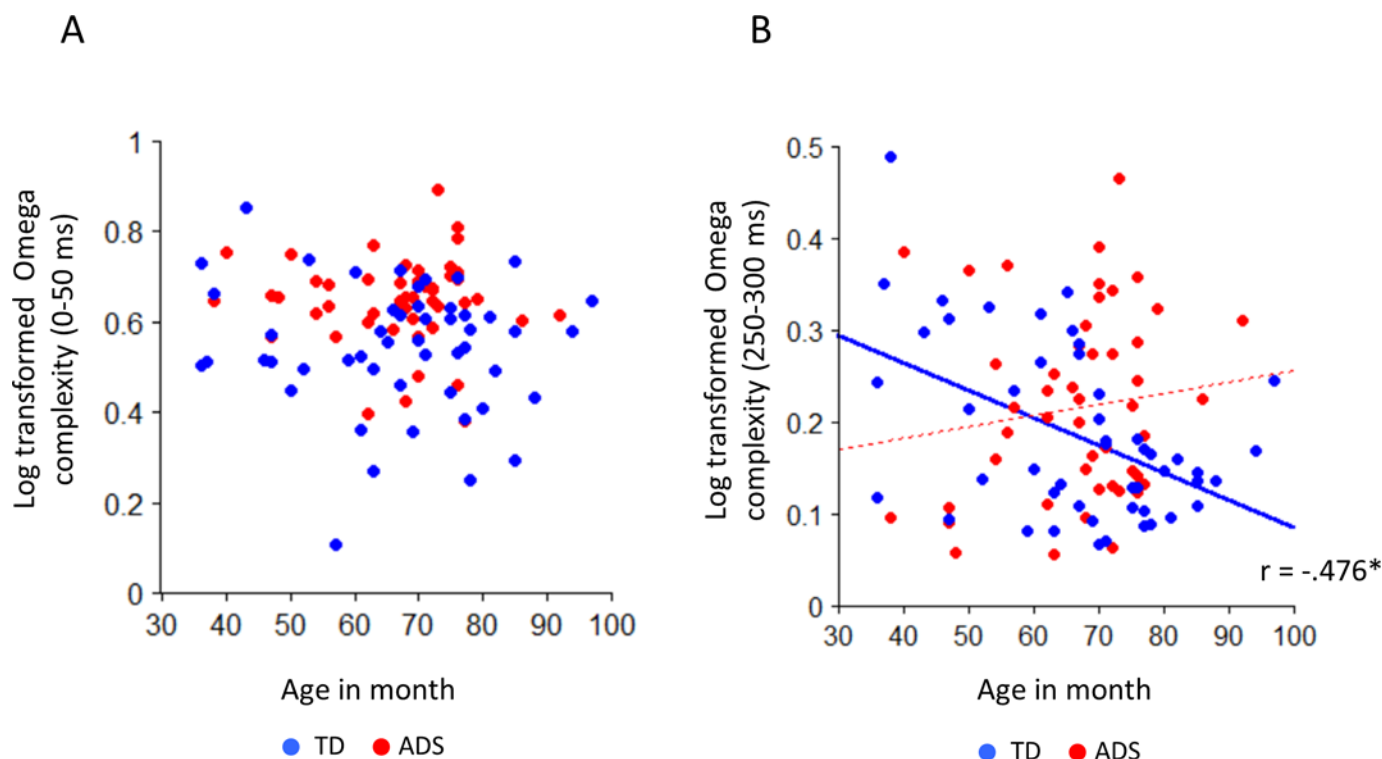 A
Log transformed Omega
complexity (0-50 ms)
1
0.8
0.6
0.4
0.2
0
30 40 50 60 70 80 90 100
Age in month
TD ADS
B
Log transformed Omega
complexity (250-300 ms)
0.5
0.4
0.3
0.2
0.1
0
r = -.476*
30 40 50 60 70 80 90 100
Age in month
TD ADS